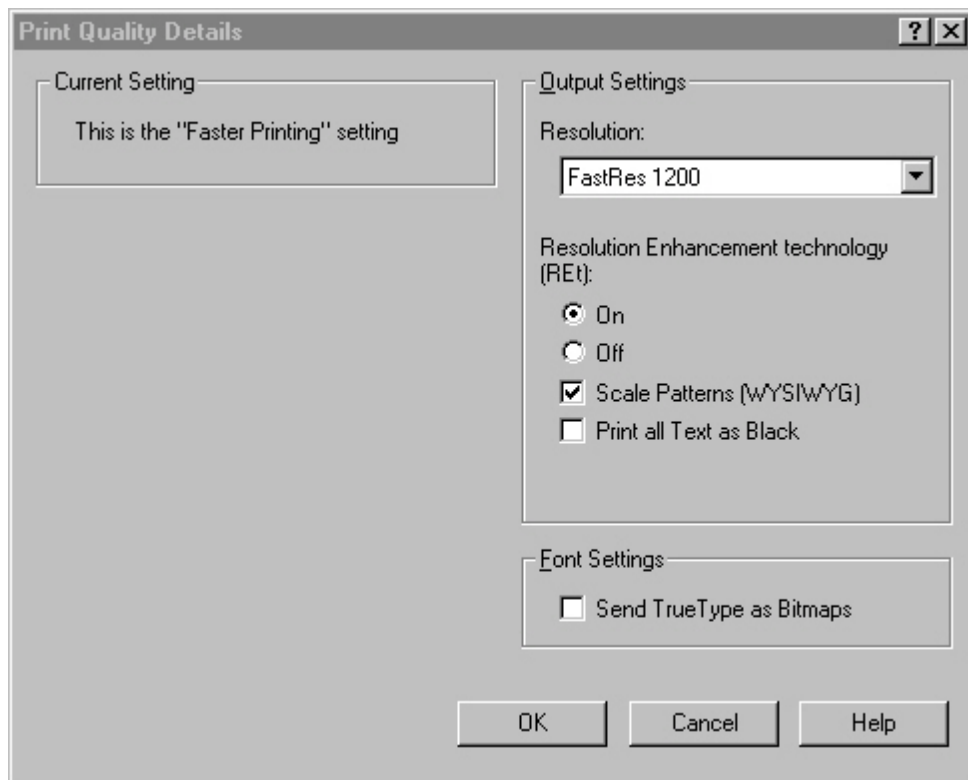 Print Quality Details
Current Setting
This is the "Faster Printing" setting
Output Settings
Resolution:
FastRes 1200
Resolution Enhancement technology
(REt):
On
Off
Scale Patterns (WYSIWYG)
Print all Text as Black
Font Settings
Send TrueType as Bitmaps
OK
Cancel
Help